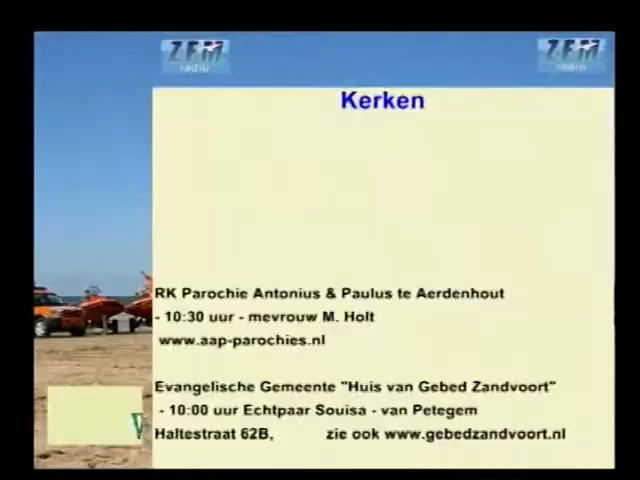 ZFM
radio
ZFM
radio
Kerken
RK Parochie Antonius & Paulus te Aerdenhout
- 10:30 uur - mevrouw M. Holt
www.aap-parochies.nl
Evangelische Gemeente "Huis van Gebed Zandvoort"
- 10:00 uur Echtpaar Souisa - van Petegem
Haltestraat 62B, zie ook www.gebedzandvoort.nl